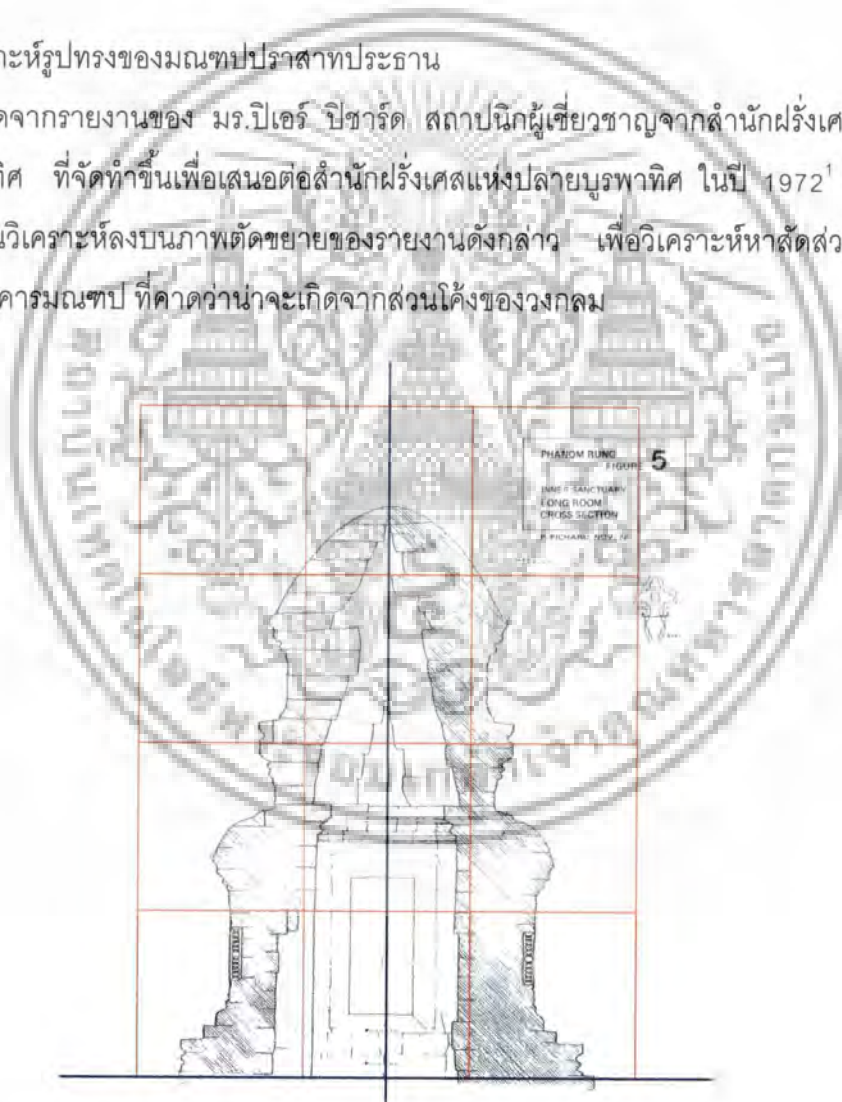 าะห์รูปทรงของมณฑปปราสาทประธาน
ดจากรายงานของ มร.ปิแอร์ ปิชาร์ด สถาปนิกผู้เชี่ยวชาญจากสำนักฝรั่งเศ
ทิศ ที่จัดทำขึ้นเพื่อเสนอต่อสำนักฝรั่งเศสแห่งปลายบูรพาทิศ ในปี 1972¹
นวิเคราะห์ลงบนภาพตัดขยายของรายงานดังกล่าว เพื่อวิเคราะห์หาสัดส่ว
คารมณฑป ที่คาดว่าน่าจะเกิดจากส่วนโค้งของวงกลม
PHANOM RUNG
FIGURE 5
INNER SANCTUARY
LONG ROOM
CROSS SECTION
P. PICHARD NOV.